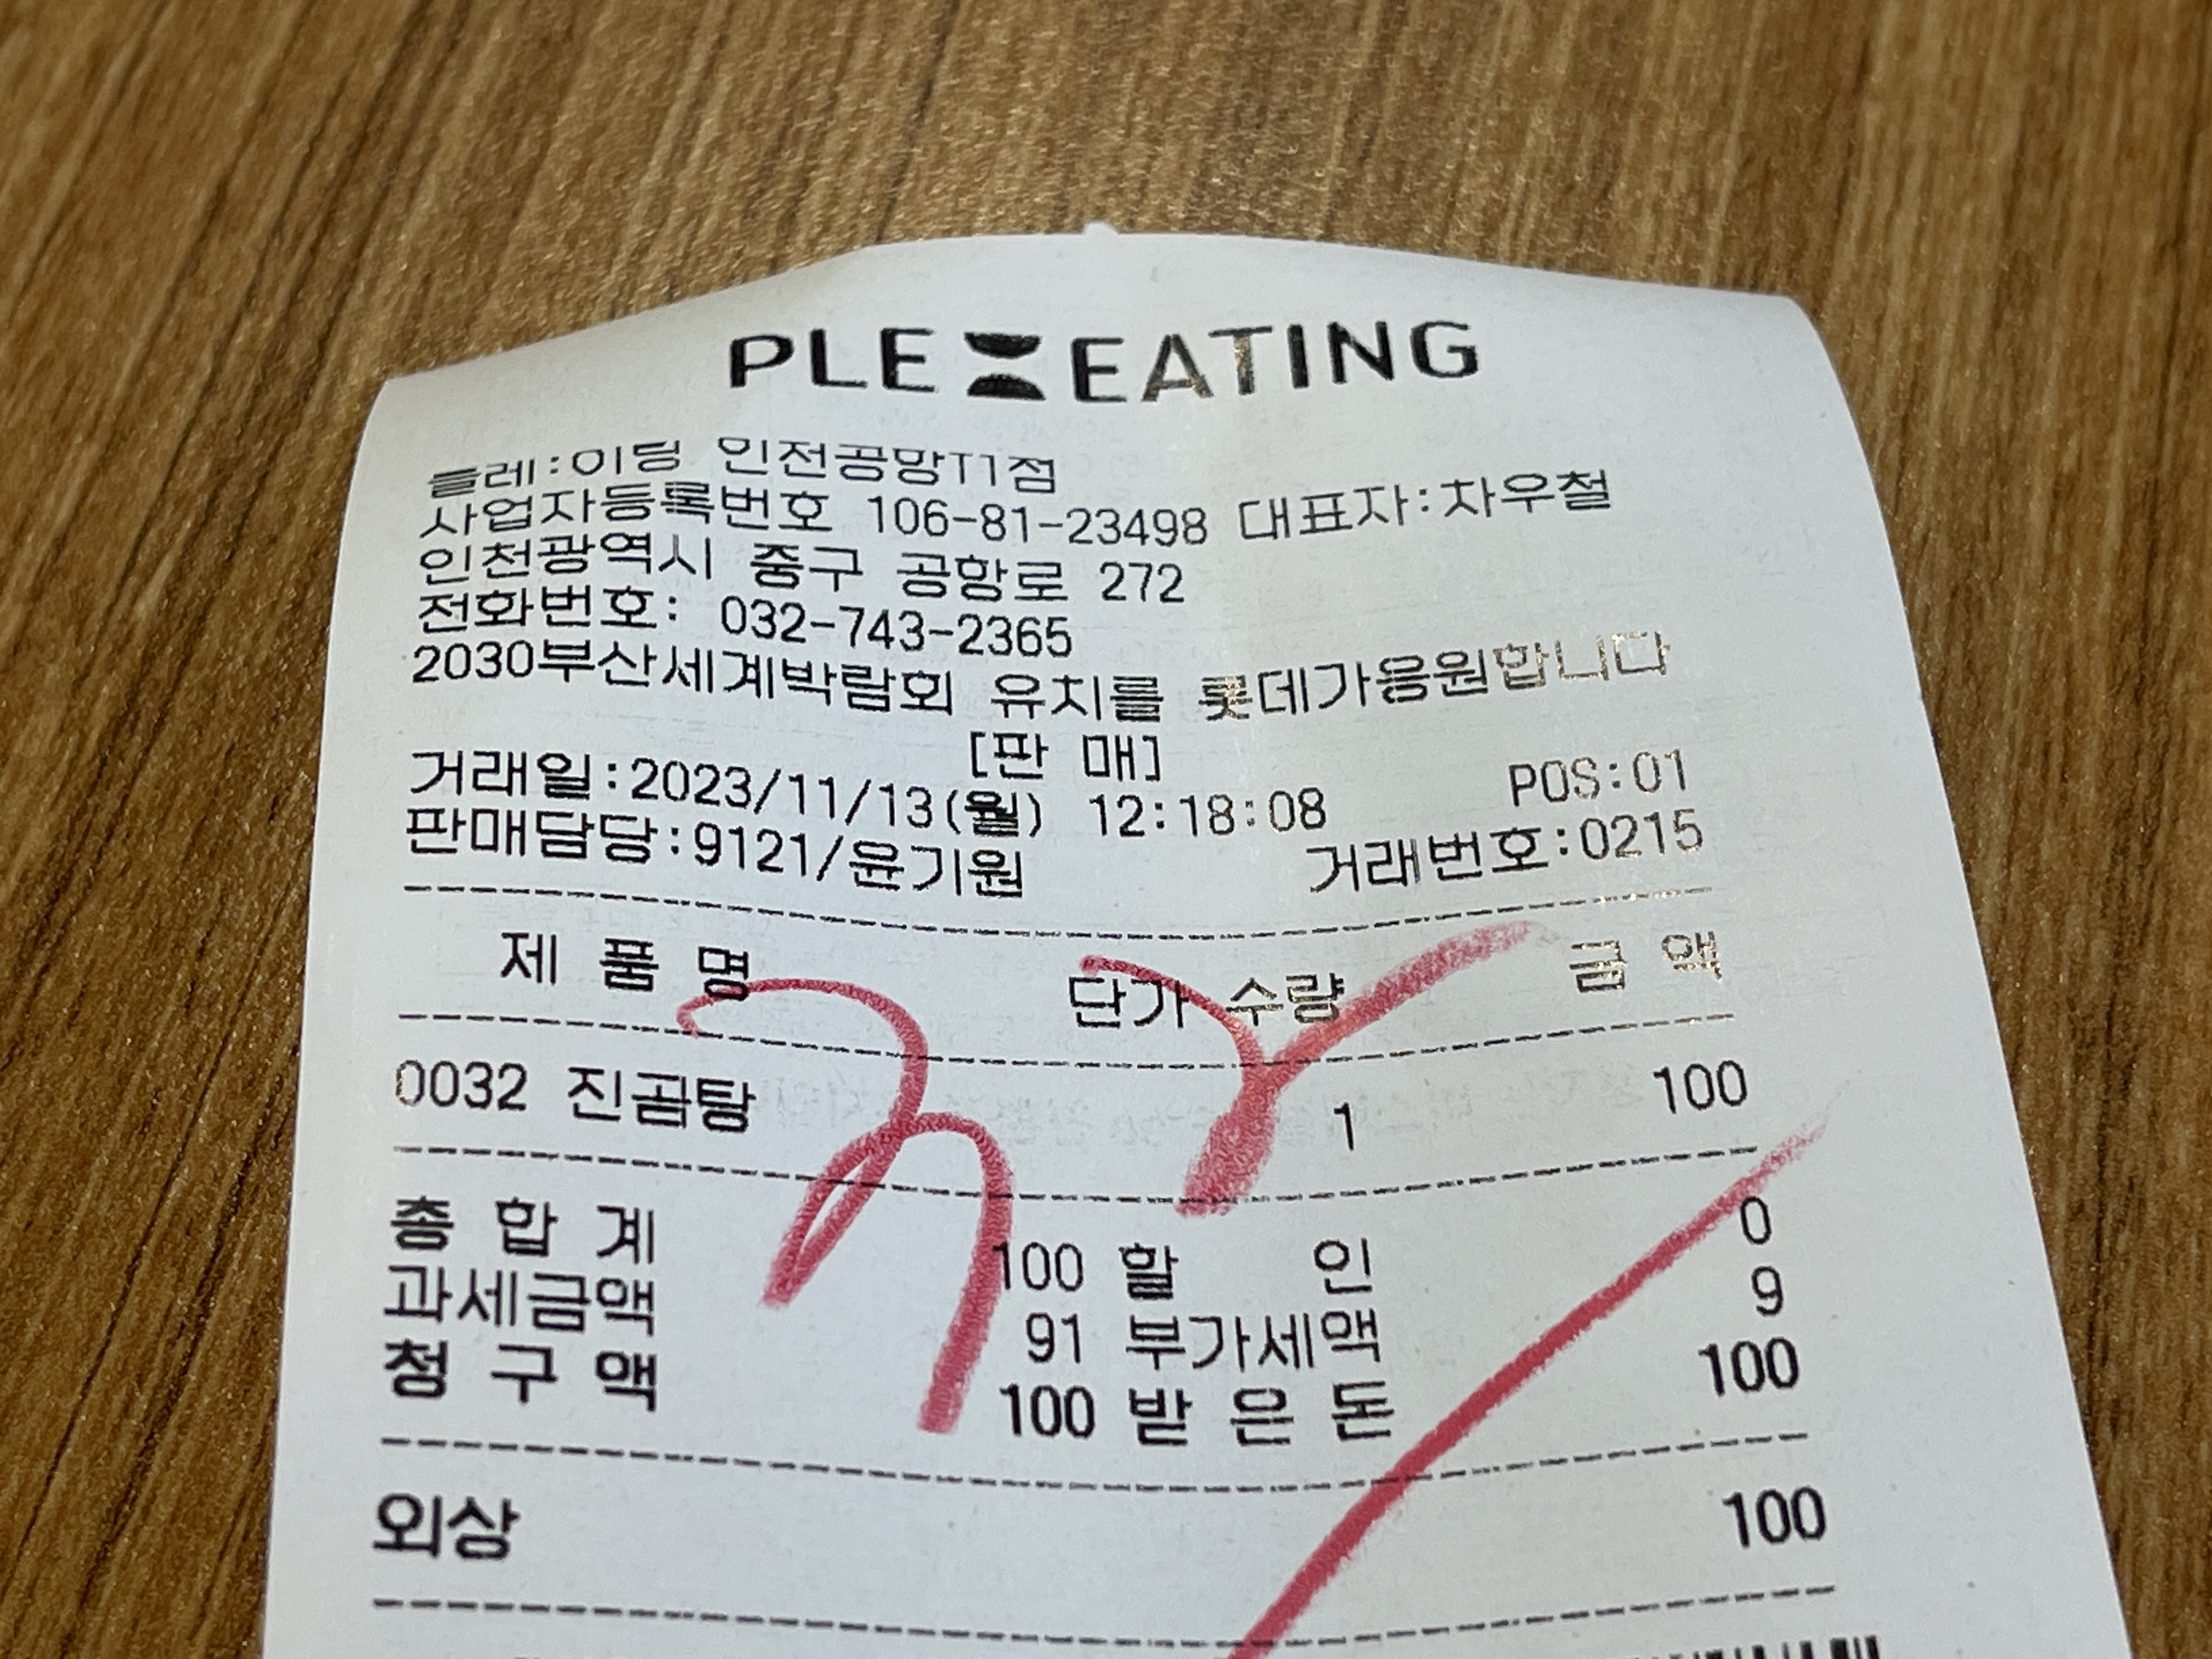 PLE EATING
플레:이팅 인천공항T1점
사업자등록번호 106-81-23498 대표자:차우철
인천광역시 중구 공항로 272
전화번호: 032-743-2365
2030부산세계박람회 유치를 롯데가응원합니다
[판 매]
거래일:2023/11/13(월) 12:18:08 POS:01
판매담당:9121/윤기원 거래번호:0215
제 품 명 단가 수량 금 액
0032 진곰탕 1 100
총 합 계 100 할 인 0
과세금액 91 부가세액 9
청 구 액 100 받 은 돈 100
외상 100